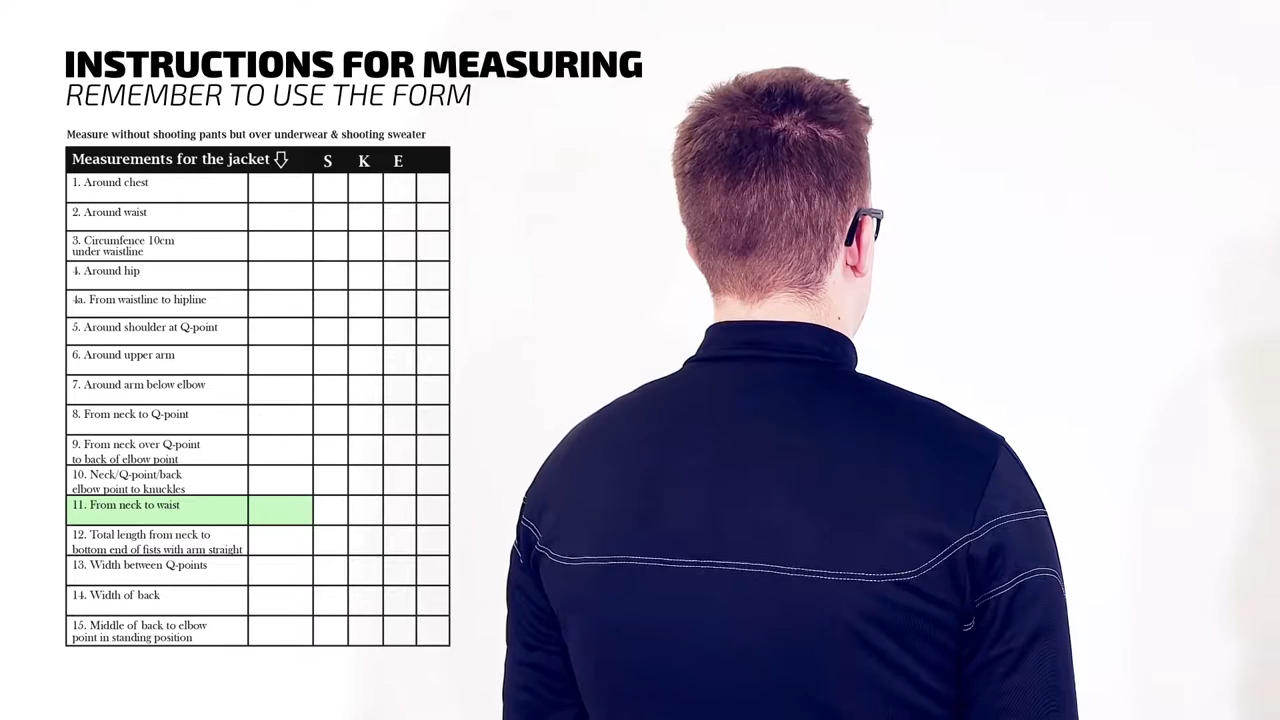 INSTRUCTIONS FOR MEASURING
REMEMBER TO USE THE FORM
Measure without shooting pants but over underwear & shooting sweater
Measurements for the jacket S K E
1. Around chest
2. Around waist
3. Circumfence 10cm
under waistline
4. Around hip
4a. From waistline to hipline
5. Around shoulder at Q-point
6. Around upper arm
7. Around arm below elbow
8. From neck to Q-point
9. From neck over Q-point
to back of elbow point
10. Neck/Q-point/back
elbow point to knuckles
11. From neck to waist
12. Total length from neck to
bottom end of fists with arm straight
13. Width between Q-points
14. Width of back
15. Middle of back to elbow
point in standing position